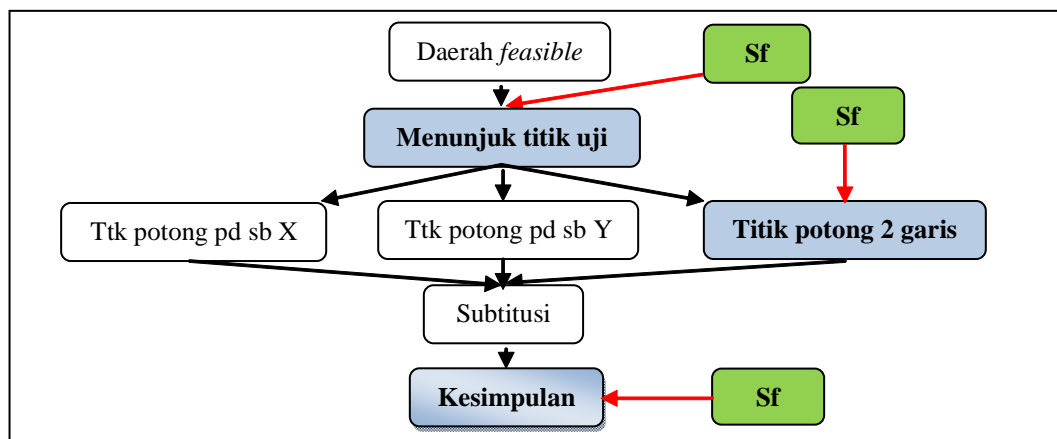 Daerah feasible
Sf
Sf
Menunjuk titik uji
Ttk potong pd sb X
Ttk potong pd sb Y
Titik potong 2 garis
Subtitusi
Kesimpulan
Sf